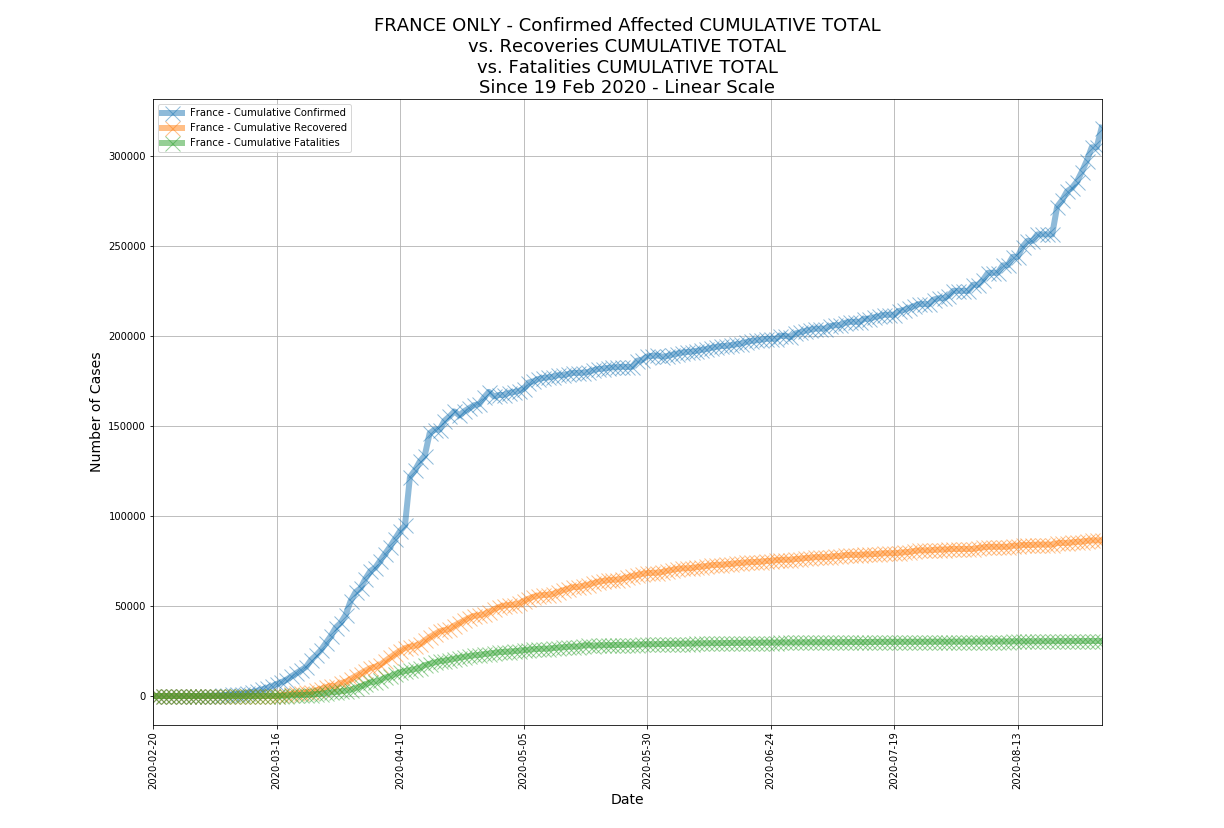 FRANCE ONLY - Confirmed Affected CUMULATIVE TOTAL
vs. Recoveries CUMULATIVE TOTAL
vs. Fatalities CUMULATIVE TOTAL
Since 19 Feb 2020 - Linear Scale
France - Cumulative Confirmed
France - Cumulative Recovered
France - Cumulative Fatalities
300000
250000
200000
150000
100000
50000
0
Number of Cases
2020-02-20
2020-03-16
2020-04-10
2020-05-05
2020-05-30
2020-06-24
2020-07-19
2020-08-13
Date